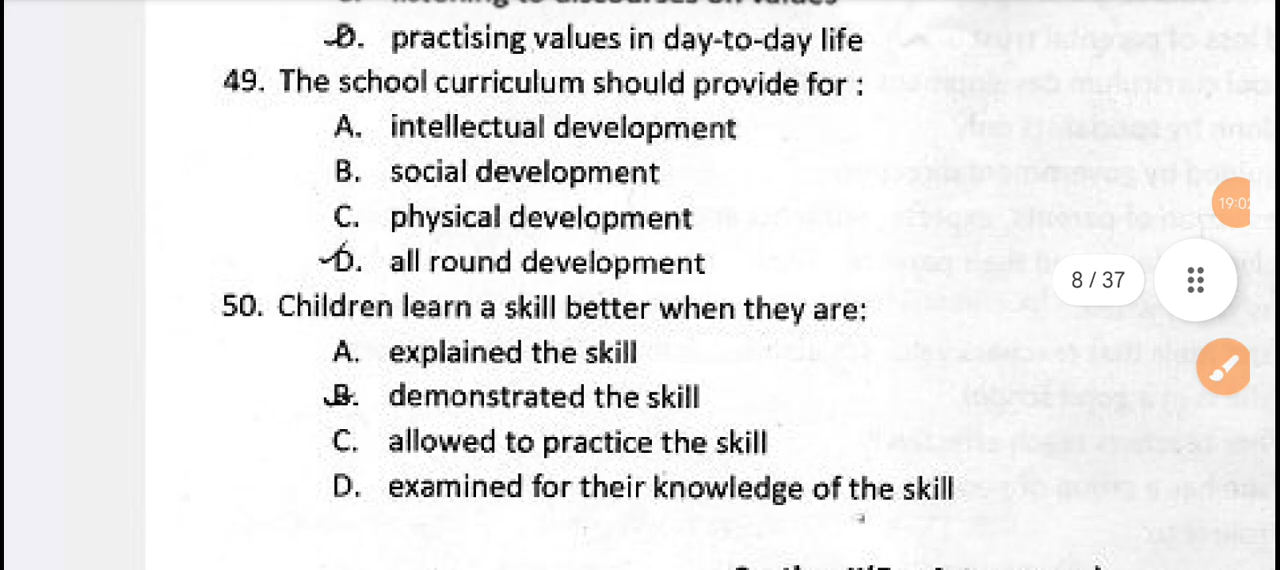 D. practising values in day-to-day life
49. The school curriculum should provide for :
A. intellectual development
B. social development
C. physical development
D. all round development
50. Children learn a skill better when they are:
A. explained the skill
B. demonstrated the skill
C. allowed to practice the skill
D. examined for their knowledge of the skill
8 / 37